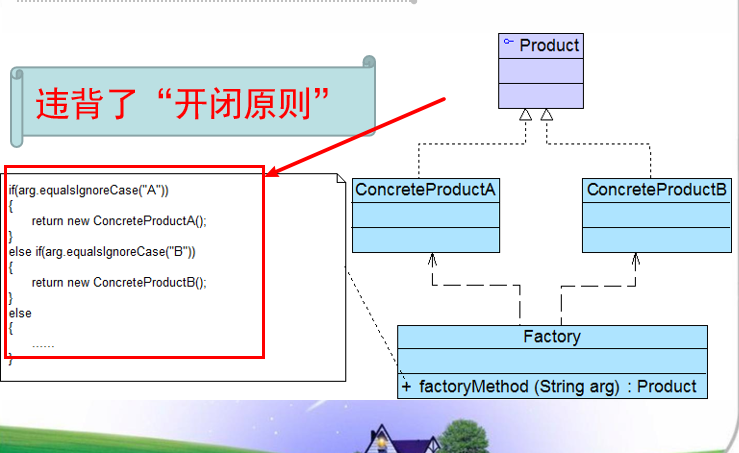 Product
违背了“开闭原则”
if(arg.equalsIgnoreCase("A"))
{
return new ConcreteProductA();
}
else if(arg.equalsIgnoreCase("B"))
{
return new ConcreteProductB();
}
else
{
......
}
ConcreteProductA
ConcreteProductB
Factory
+ factoryMethod (String arg) : Product